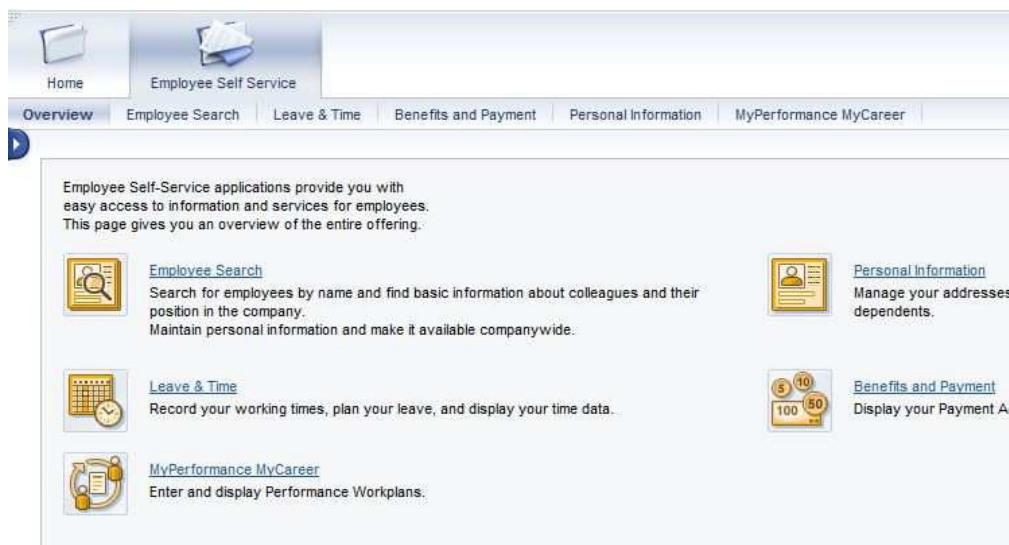 Home
Employee Self Service
Overview Employee Search Leave & Time Benefits and Payment Personal Information MyPerformance MyCareer
Employee Self-Service applications provide you with
easy access to information and services for employees.
This page gives you an overview of the entire offering.
Employee Search
Search for employees by name and find basic information about colleagues and their
position in the company.
Maintain personal information and make it available companywide.
Personal Information
Manage your addresses
dependents.
Leave & Time
Record your working times, plan your leave, and display your time data.
5 10
100 50
Benefits and Payment
Display your Payment A
MyPerformance MyCareer
Enter and display Performance Workplans.